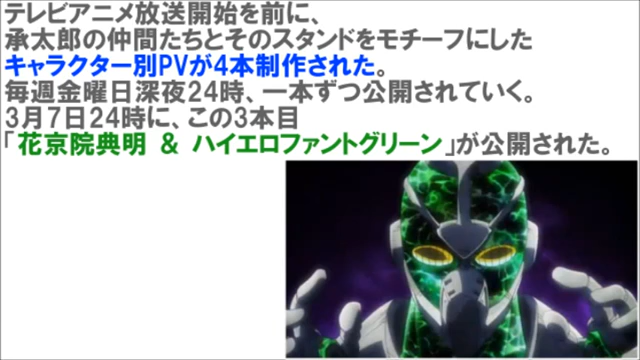 テレビアニメ放送開始を前に、
承太郎の仲間たちとそのスタンドをモチーフにした
キャラクター別PVが4本制作された。
毎週金曜日深夜24時、一本ずつ公開されていく。
3月7日24時に、この3本目
「花京院典明 & ハイエロファントグリーン」が公開された。